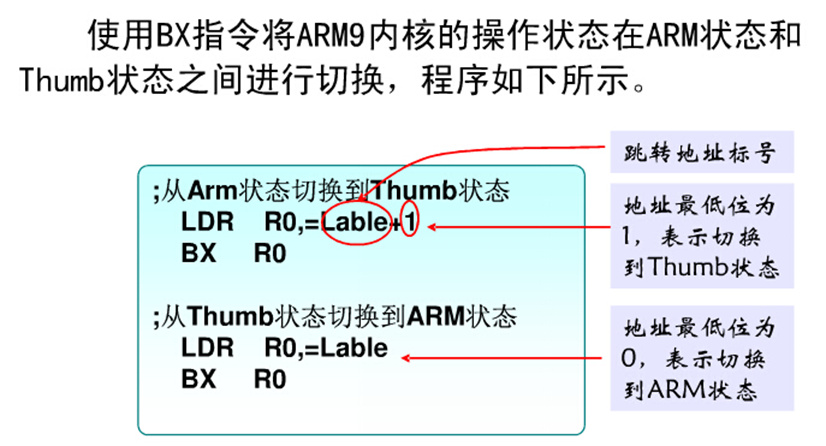 使用BX指令将ARM9内核的操作状态在ARM状态和
Thumb状态之间进行切换，程序如下所示。
;从Arm状态切换到Thumb状态
LDR R0,=Lable+1
BX R0
;从Thumb状态切换到ARM状态
LDR R0,=Lable
BX R0
跳转地址标号
地址最低位为
1，表示切换
到Thumb状态
地址最低位为
0，表示切换
到ARM状态